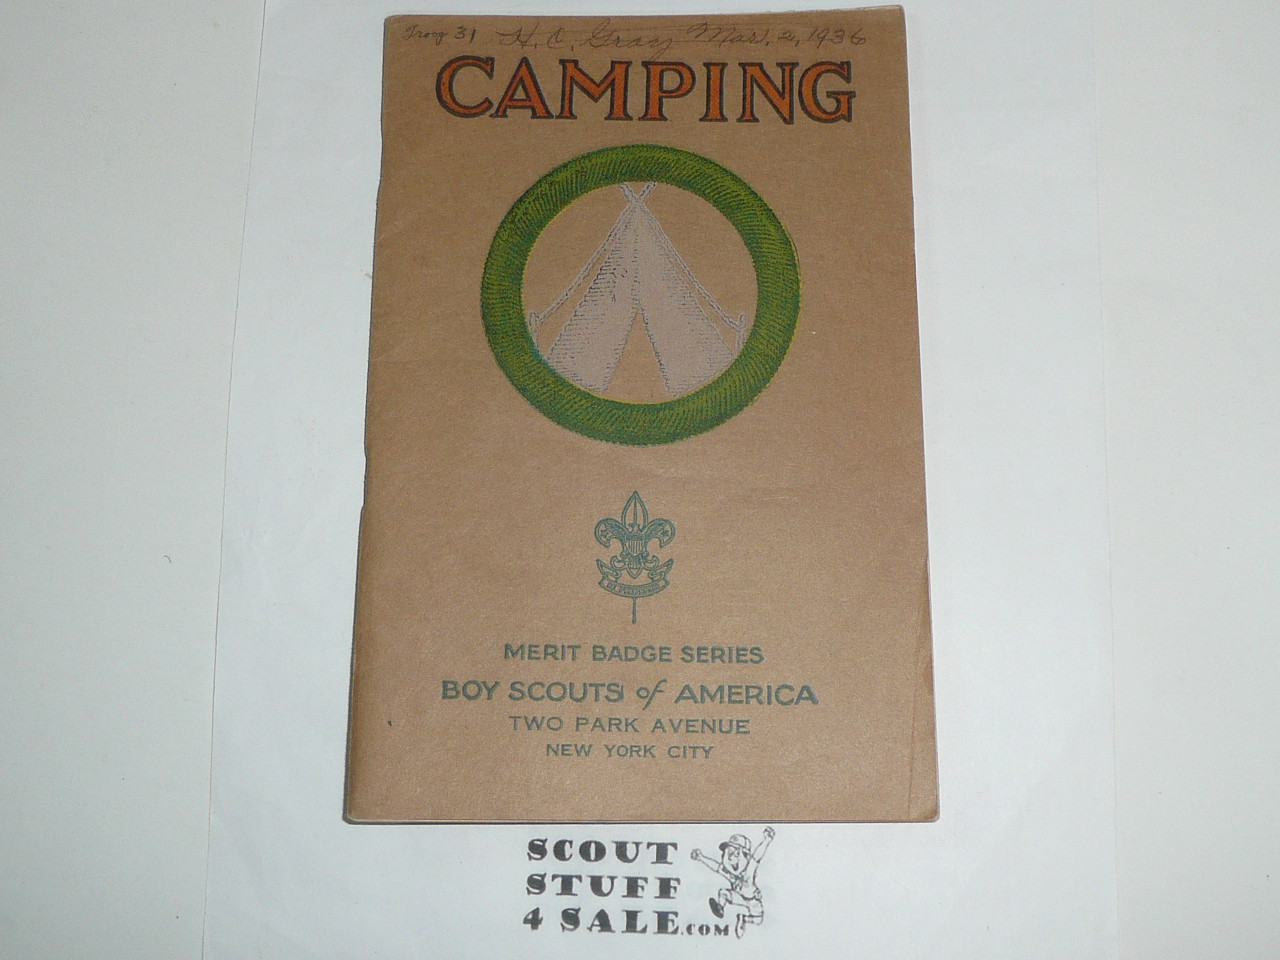 Troop 31 H. C. Gray Mar. 2, 1936
CAMPING
MERIT BADGE SERIES
BOY SCOUTS of AMERICA
TWO PARK AVENUE
NEW YORK CITY
SCOUT
STUFF
4 SALE.COM